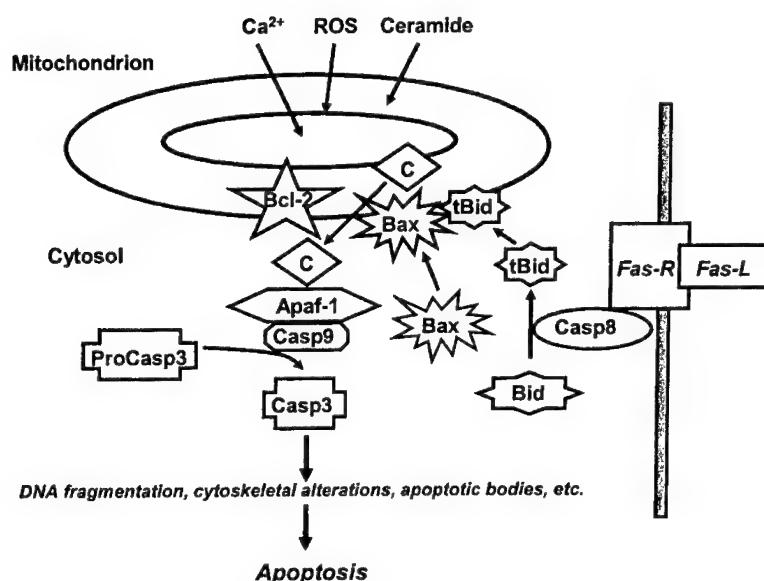 Ca²⁺ ROS Ceramide
Mitochondrion
C
Bcl-2
Bax
tBid
Cytosol
C
tBid
Fas-R
Fas-L
Apaf-1
Casp9
Bax
Casp8
ProCasp3
Casp3
Bid
DNA fragmentation, cytoskeletal alterations, apoptotic bodies, etc.
Apoptosis